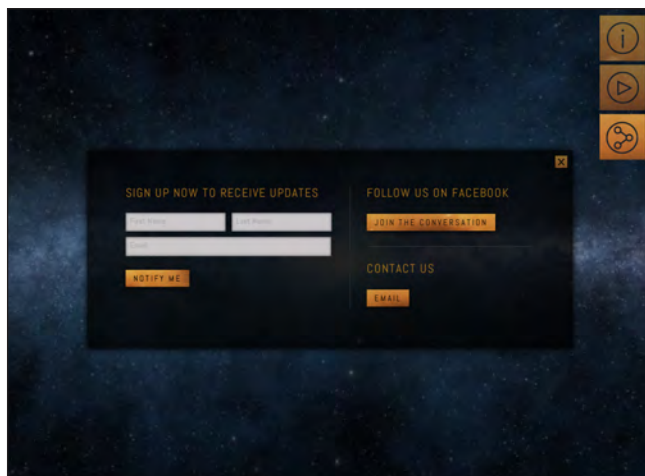 SIGN UP NOW TO RECEIVE UPDATES
First Name
Last Name
Email
NOTIFY ME
FOLLOW US ON FACEBOOK
JOIN THE CONVERSATION
CONTACT US
EMAIL